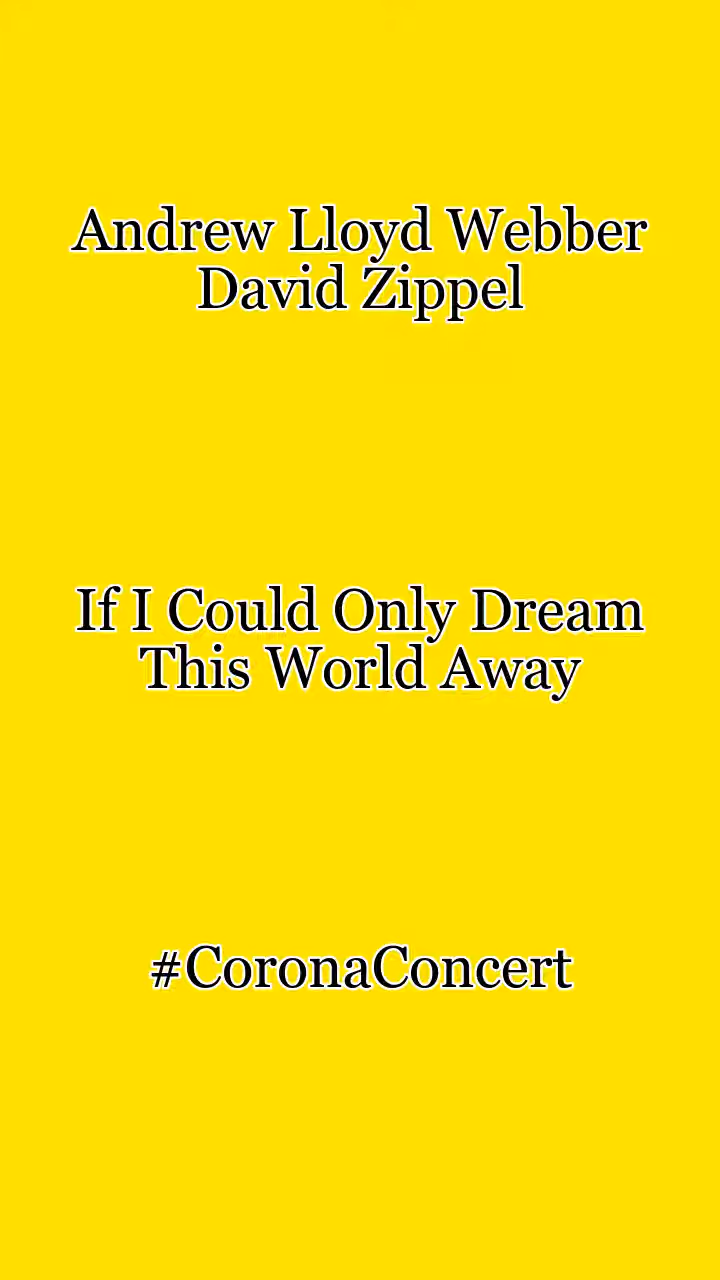 Andrew Lloyd Webber
David Zippel
If I Could Only Dream
This World Away
#CoronaConcert